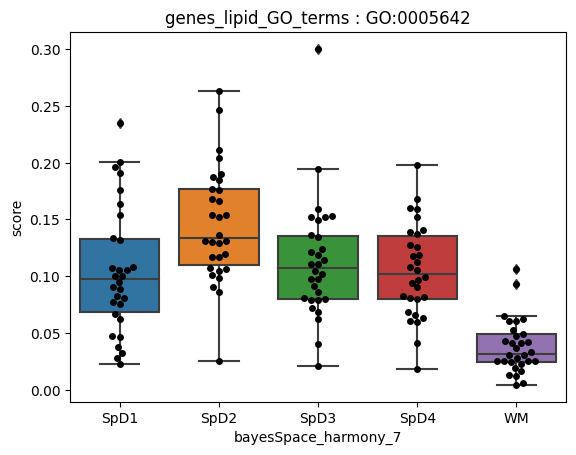 genes_lipid_GO_terms : GO:0005642
0.30
0.25
0.20
0.15
0.10
0.05
0.00
score
SpD1 SpD2 SpD3 SpD4 WM
bayesSpace_harmony_7